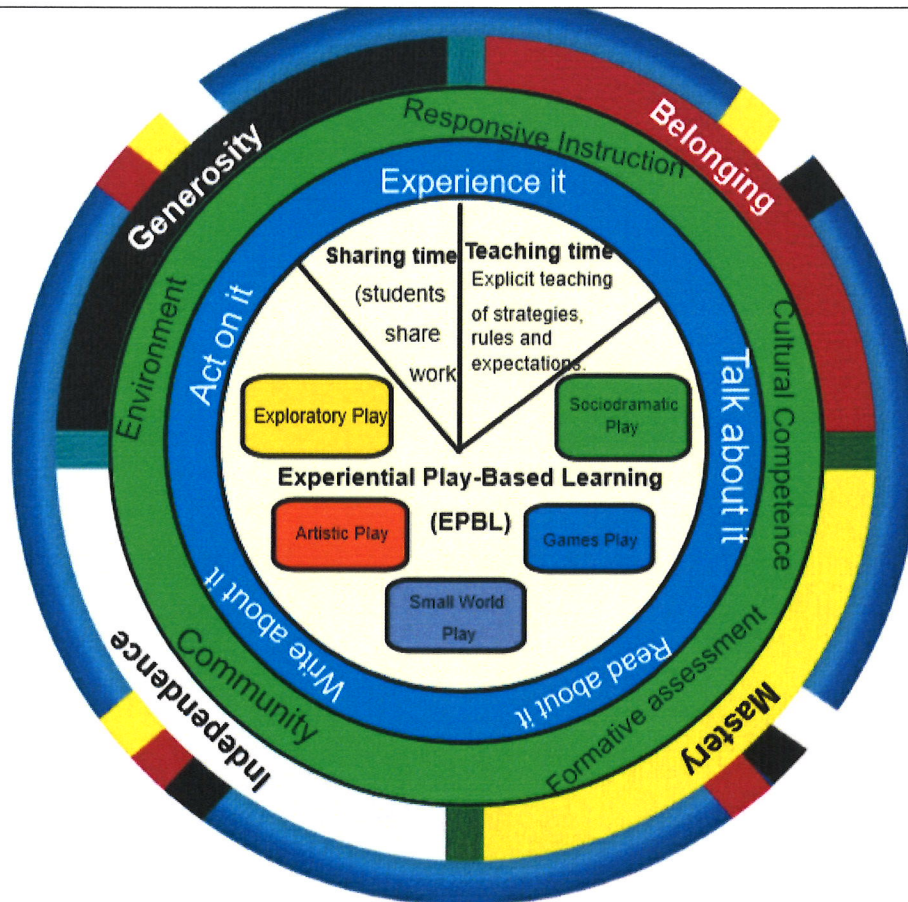 Generosity
Belonging
Mastery
Independence
Responsive Instruction
Cultural Competence
Formative assessment
Community
Environment
Experience it
Talk about it
Read about it
Write about it
Act on it
Sharing time
(students
share
work
Teaching time
Explicit teaching
of strategies,
rules and
expectations.
Exploratory Play
Sociodramatic
Play
Experiential Play-Based Learning
(EPBL)
Artistic Play
Games Play
Small World
Play